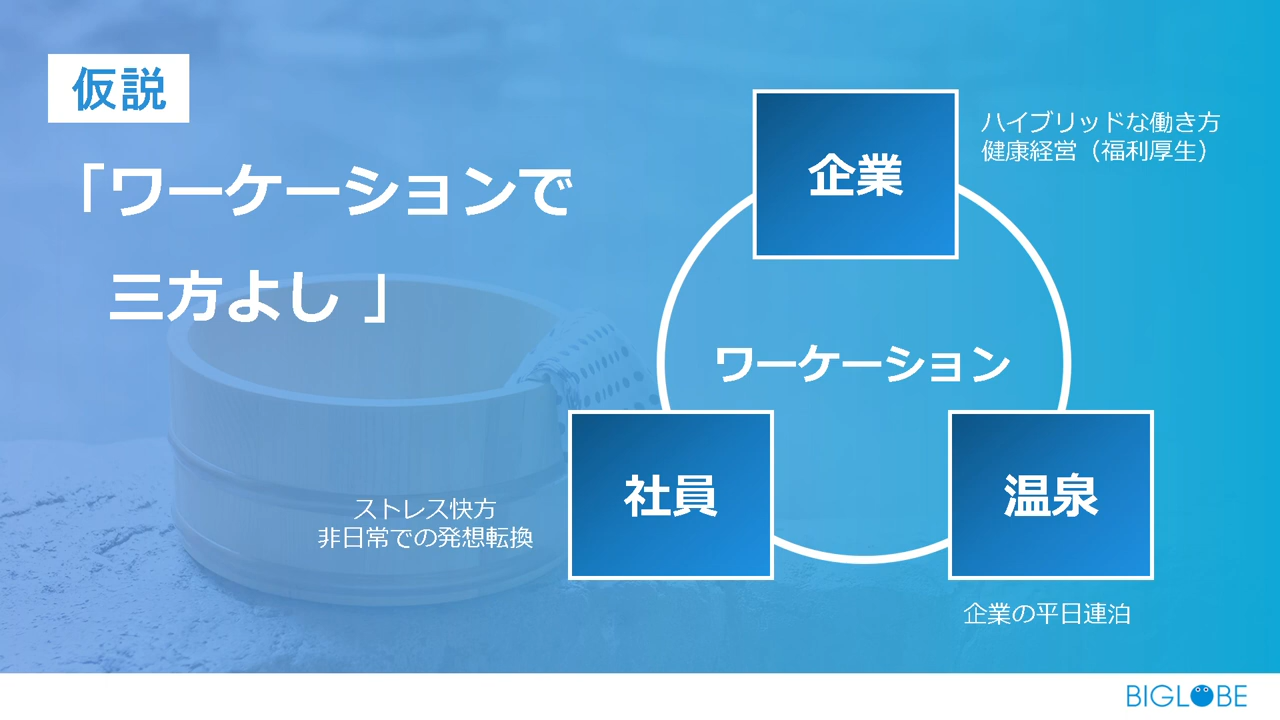 仮説
「ワーケーションで
三方よし 」
企業
ハイブリッドな働き方
健康経営（福利厚生）
ワーケーション
社員
ストレス快方
非日常での発想転換
温泉
企業の平日連泊
BIGLOBE